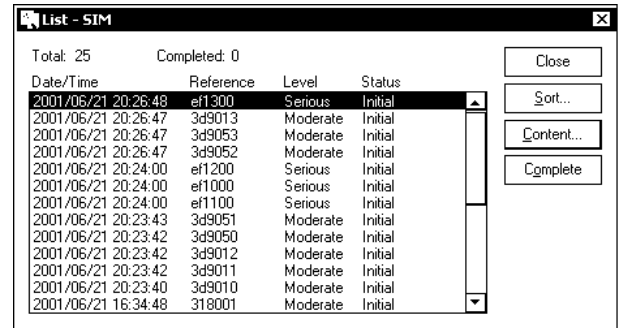 List - SIM
Total: 25 Completed: 0
Close
Date/Time Reference Level Status
2001/06/21 20:26:48 ef1300 Serious Initial
Sort...
2001/06/21 20:26:47 3d9013 Moderate Initial
2001/06/21 20:26:47 3d9053 Moderate Initial
Content...
2001/06/21 20:26:47 3d9052 Moderate Initial
2001/06/21 20:24:00 ef1200 Serious Initial
Complete
2001/06/21 20:24:00 ef1000 Serious Initial
2001/06/21 20:24:00 ef1100 Serious Initial
2001/06/21 20:23:43 3d9051 Moderate Initial
2001/06/21 20:23:42 3d9050 Moderate Initial
2001/06/21 20:23:42 3d9012 Moderate Initial
2001/06/21 20:23:42 3d9011 Moderate Initial
2001/06/21 20:23:40 3d9010 Moderate Initial
2001/06/21 16:34:48 318001 Moderate Initial